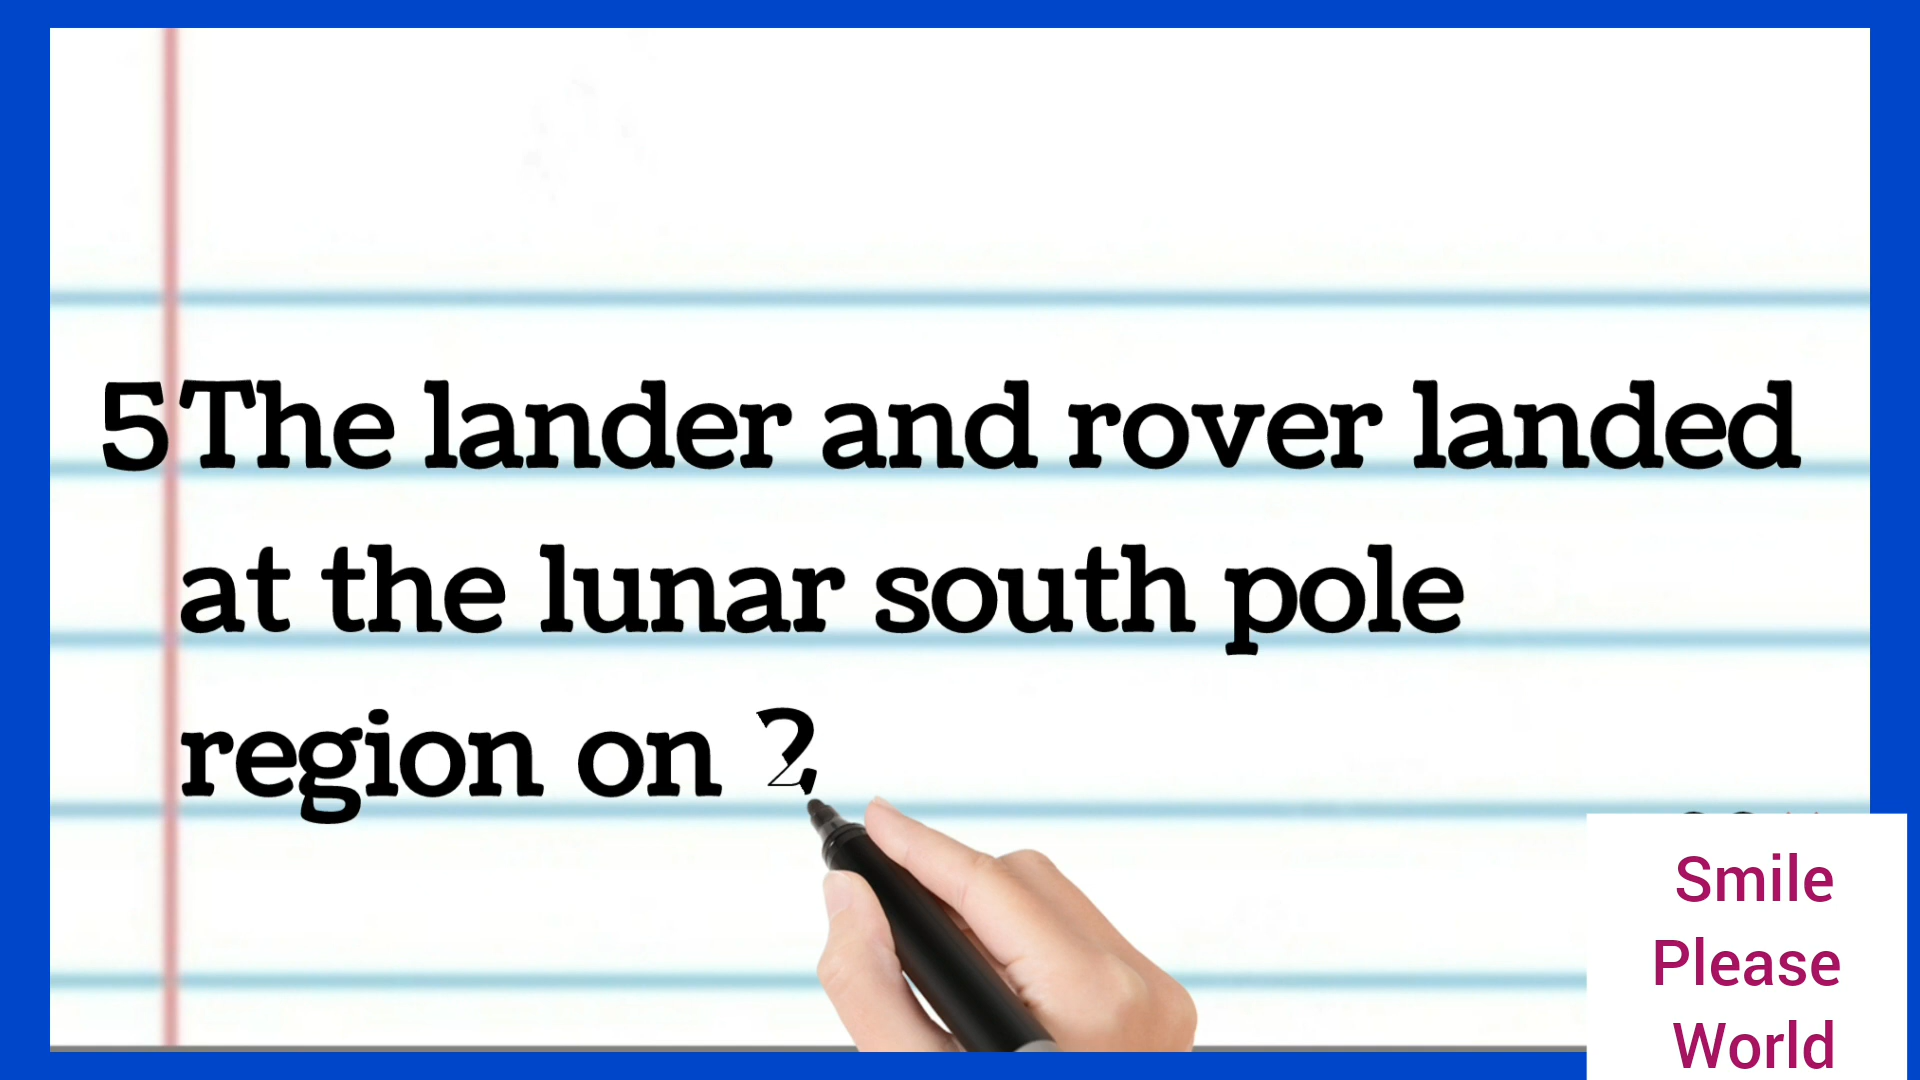 5 The lander and rover landed
at the lunar south pole
region on 2
Smile
Please
World